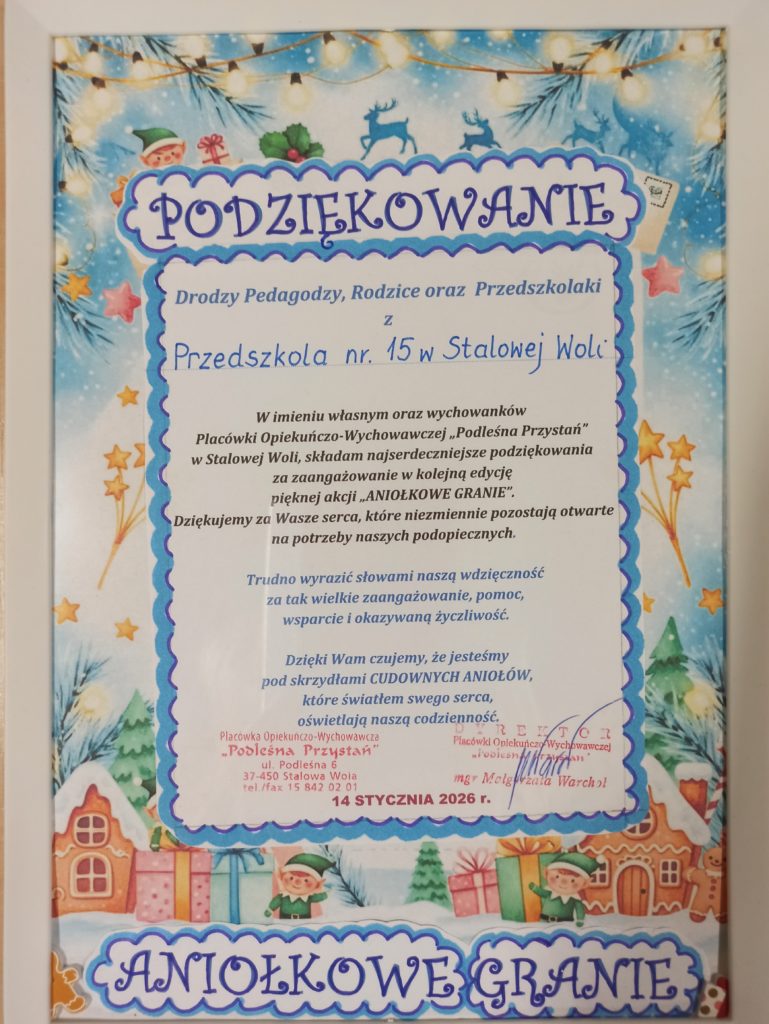 PODZIĘKOWANIE
Drodzy Pedagodzy, Rodzice oraz Przedszkolaki
z
Przedszkola nr. 15 w Stalowej Woli
W imieniu własnym oraz wychowanków
Placówki Opiekuńczo-Wychowawczej „Podleśna Przystań”
w Stalowej Woli, składam najserdeczniejsze podziękowania
za zaangażowanie w kolejną edycję
pięknej akcji „ANIOŁKOWE GRANIE”.
Dziękujemy za Wasze serca, które niezmiennie pozostają otwarte
na potrzeby naszych podopiecznych.
Trudno wyrazić słowami naszą wdzięczność
za tak wielkie zaangażowanie, pomoc,
wsparcie i okazywaną życzliwość.
Dzięki Wam czujemy, że jesteśmy
pod skrzydłami CUDOWNYCH ANIOŁÓW,
które światłem swego serca,
oświetlają naszą codzienność.
Placówka Opiekuńczo-Wychowawcza
„Podleśna Przystań”
ul. Podleśna 6
37-450 Stalowa Wola
tel./fax 15 842 02 01
DYREKTOR
Placówki Opiekuńczo-Wychowawczej
„Podleśna Przystań”
mgr Małgorzata Warchoł
14 STYCZNIA 2026 r.
ANIOŁKOWE GRANIE